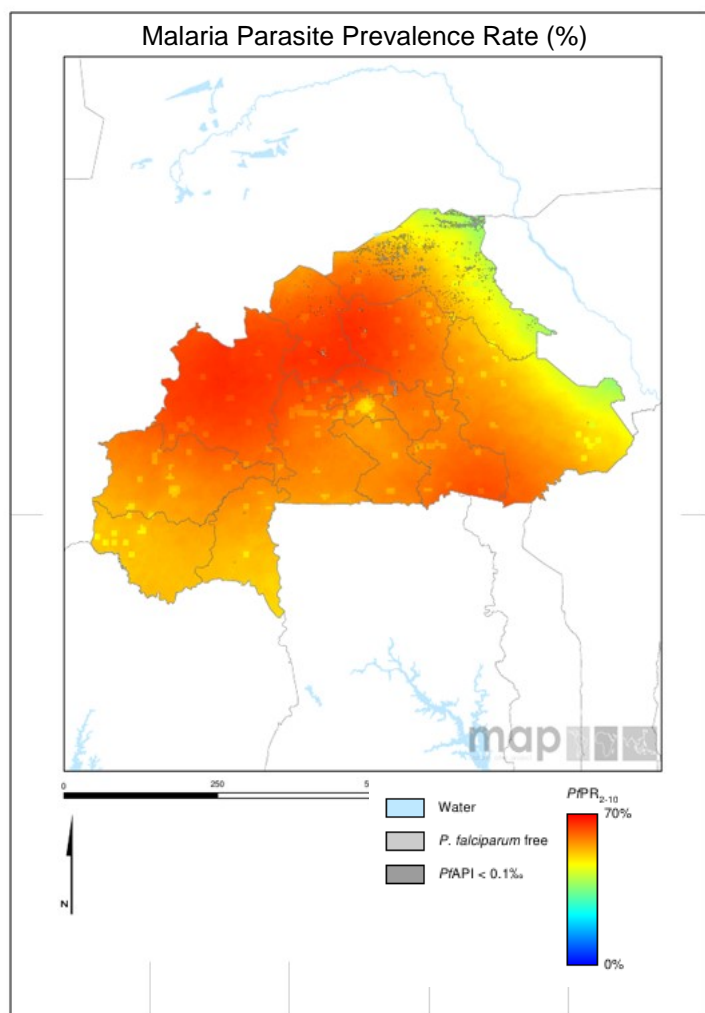 Malaria Parasite Prevalence Rate (%)
map
0 250 5
Water
P. falciparum free
PfAPI < 0.1‰
PfPR2-10
70%
0%
N